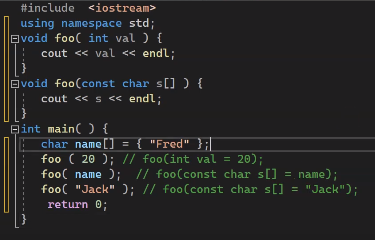 #include  <iostream>
using namespace std;
void foo( int val ) {
cout << val << endl;
}
void foo(const char s[] ) {
cout << s << endl;
}
int main( ) {
char name[] = { "Fred" };
foo ( 20 ); // foo(int val = 20);
foo( name );  // foo(const char s[] = name);
foo( "Jack" ); // foo(const char s[] = "Jack");
return 0;
}